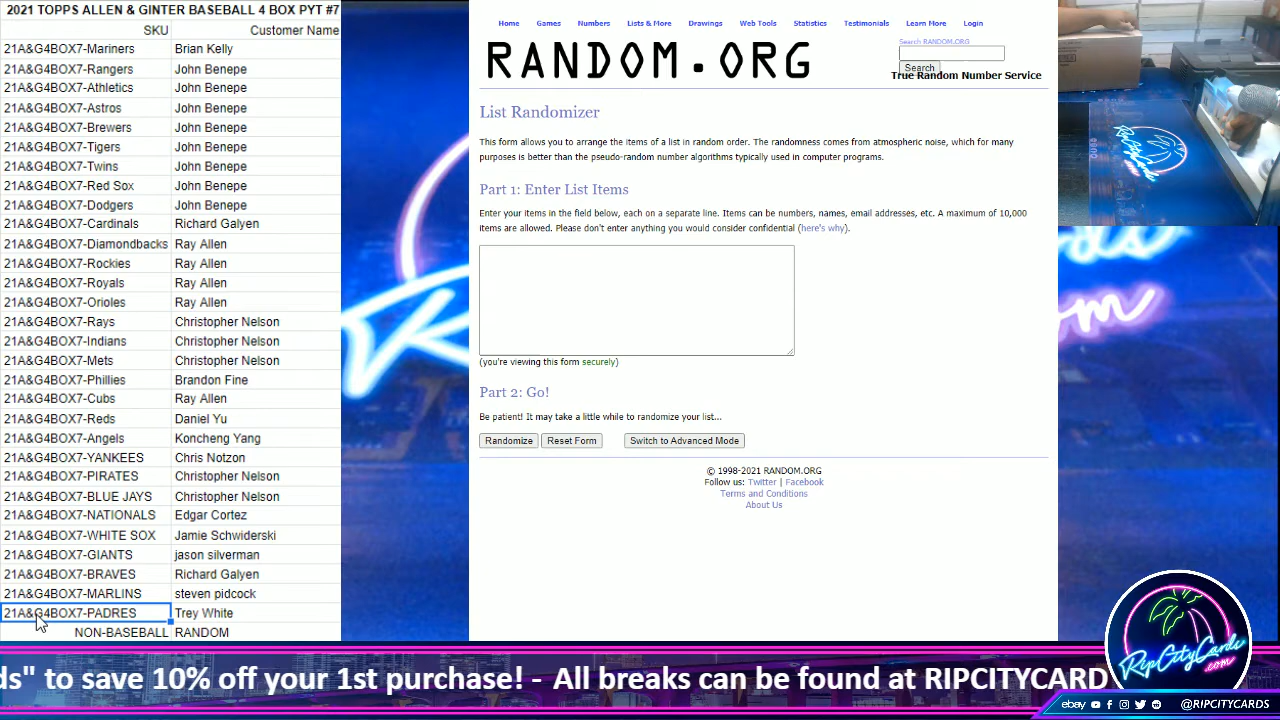 2021 TOPPS ALLEN & GINTER BASEBALL 4 BOX PYT #7
SKU Customer Name
21A&G4BOX7-Mariners Brian Kelly
21A&G4BOX7-Rangers John Benepe
21A&G4BOX7-Athletics John Benepe
21A&G4BOX7-Astros John Benepe
21A&G4BOX7-Brewers John Benepe
21A&G4BOX7-Tigers John Benepe
21A&G4BOX7-Twins John Benepe
21A&G4BOX7-Red Sox John Benepe
21A&G4BOX7-Dodgers John Benepe
21A&G4BOX7-Cardinals Richard Galyen
21A&G4BOX7-Diamondbacks Ray Allen
21A&G4BOX7-Rockies Ray Allen
21A&G4BOX7-Royals Ray Allen
21A&G4BOX7-Orioles Ray Allen
21A&G4BOX7-Rays Christopher Nelson
21A&G4BOX7-Indians Christopher Nelson
21A&G4BOX7-Mets Christopher Nelson
21A&G4BOX7-Phillies Brandon Fine
21A&G4BOX7-Cubs Ray Allen
21A&G4BOX7-Reds Daniel Yu
21A&G4BOX7-Angels Koncheng Yang
21A&G4BOX7-YANKEES Chris Notzon
21A&G4BOX7-PIRATES Christopher Nelson
21A&G4BOX7-BLUE JAYS Christopher Nelson
21A&G4BOX7-NATIONALS Edgar Cortez
21A&G4BOX7-WHITE SOX Jamie Schwiderski
21A&G4BOX7-GIANTS jason silverman
21A&G4BOX7-BRAVES Richard Galyen
21A&G4BOX7-MARLINS steven pidcock
21A&G4BOX7-PADRES Trey White
NON-BASEBALL RANDOM
Home Games Numbers Lists & More Drawings Web Tools Statistics Testimonials Learn More Login
RANDOM.ORG
Search RANDOM.ORG
Search
True Random Number Service
List Randomizer
This form allows you to arrange the items of a list in random order. The randomness comes from atmospheric noise, which for many
purposes is better than the pseudo-random number algorithms typically used in computer programs.
Part 1: Enter List Items
Enter your items in the field below, each on a separate line. Items can be numbers, names, email addresses, etc. A maximum of 10,000
items are allowed. Please don't enter anything you would consider confidential (here's why).
(you're viewing this form securely)
Part 2: Go!
Be patient! It may take a little while to randomize your list...
Randomize Reset Form Switch to Advanced Mode
© 1998-2021 RANDOM.ORG
Follow us: Twitter | Facebook
Terms and Conditions
About Us
ds" to save 10% off your 1st purchase! - All breaks can be found at RIPCITYCARD
RipCityCards
.com
ebay @RIPCITYCARDS